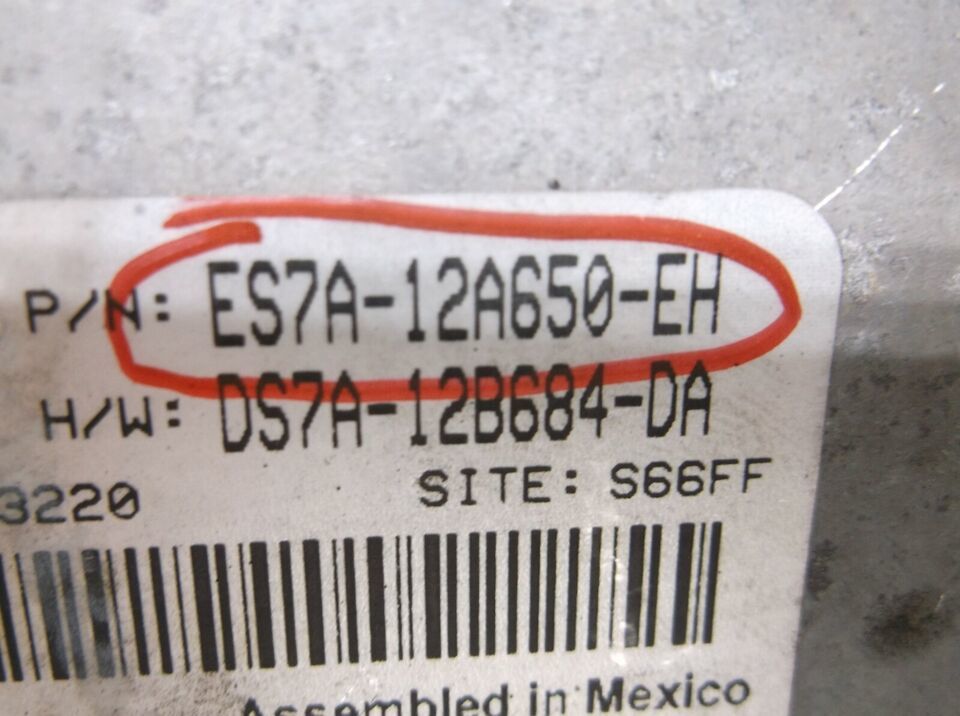 P/N: ES7A-12A650-EH
H/W: DS7A-12B684-DA
3220 SITE: S66FF
Assembled in Mexico